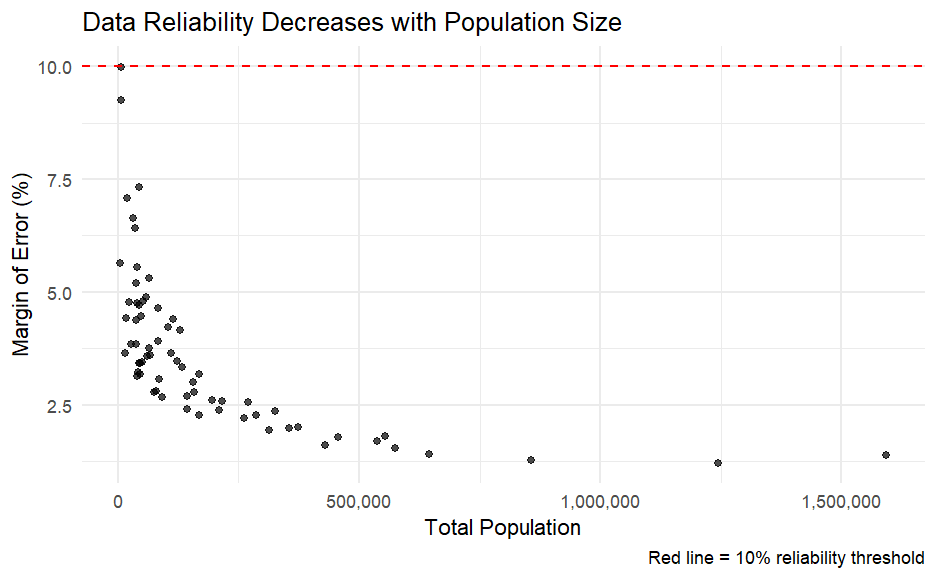 Data Reliability Decreases with Population Size
10.0
7.5
5.0
2.5
Margin of Error (%)
0
500,000
1,000,000
1,500,000
Total Population
Red line = 10% reliability threshold